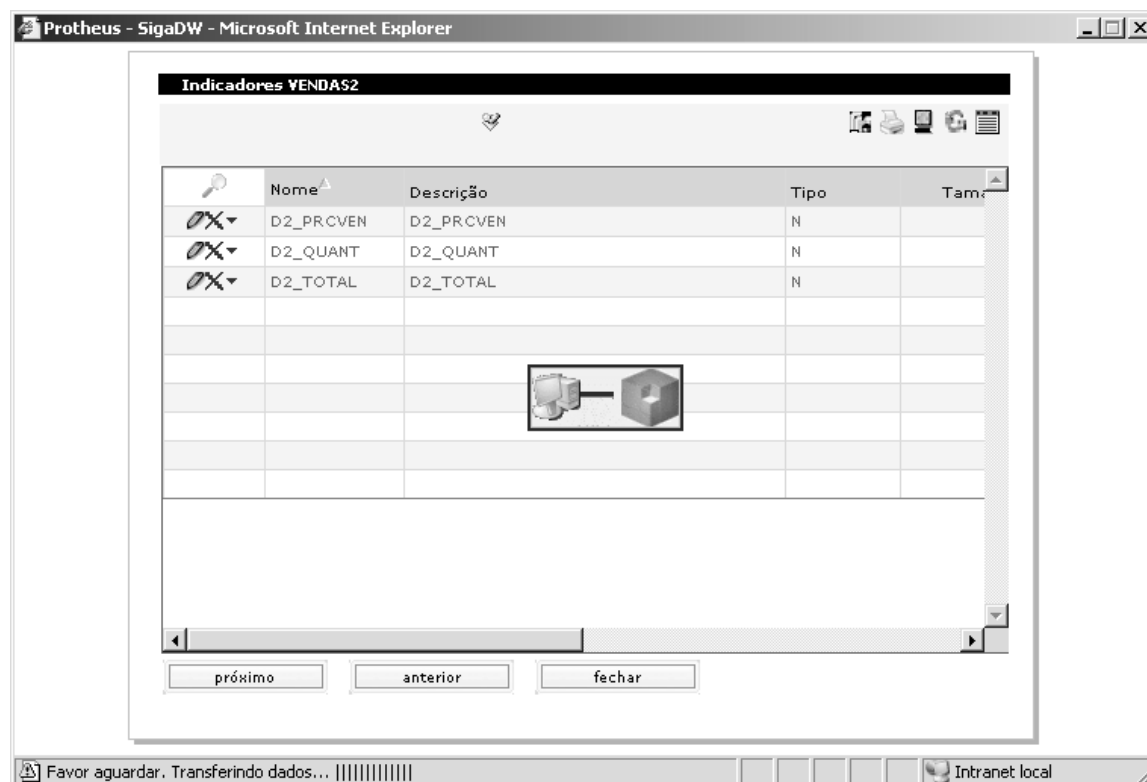 Protheus - SigaDW - Microsoft Internet Explorer
Indicadores VENDAS2
Nome Descrição Tipo Tama
D2_PRCVEN D2_PRCVEN N
D2_QUANT D2_QUANT N
D2_TOTAL D2_TOTAL N
próximo anterior fechar
Favor aguardar. Transferindo dados... ||||||||||||| Intranet local